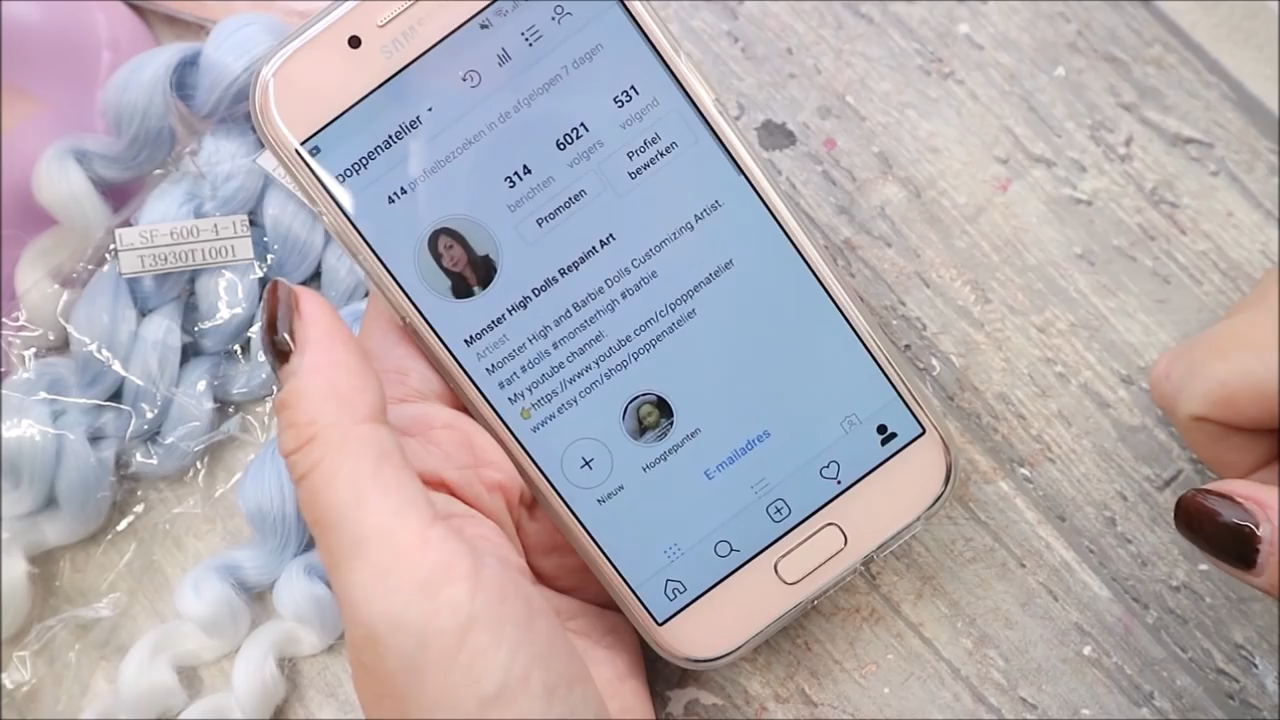 SAMSUNG
poppenatelier
414 profielbezoeken in de afgelopen 7 dagen
314 6021 531
berichten volgers volgend
Promoten Profiel bewerken
Monster High Dolls Repaint Art
Artiest
Monster High and Barbie Dolls Customizing Artist.
#art #dolls #monsterhigh #barbie
My youtube channel:
👉https://www.youtube.com/c/poppenatelier
www.etsy.com/shop/poppenatelier
Nieuw Hoogtepunten
E-mailadres
L. SF-600-4-15
T3930T1001